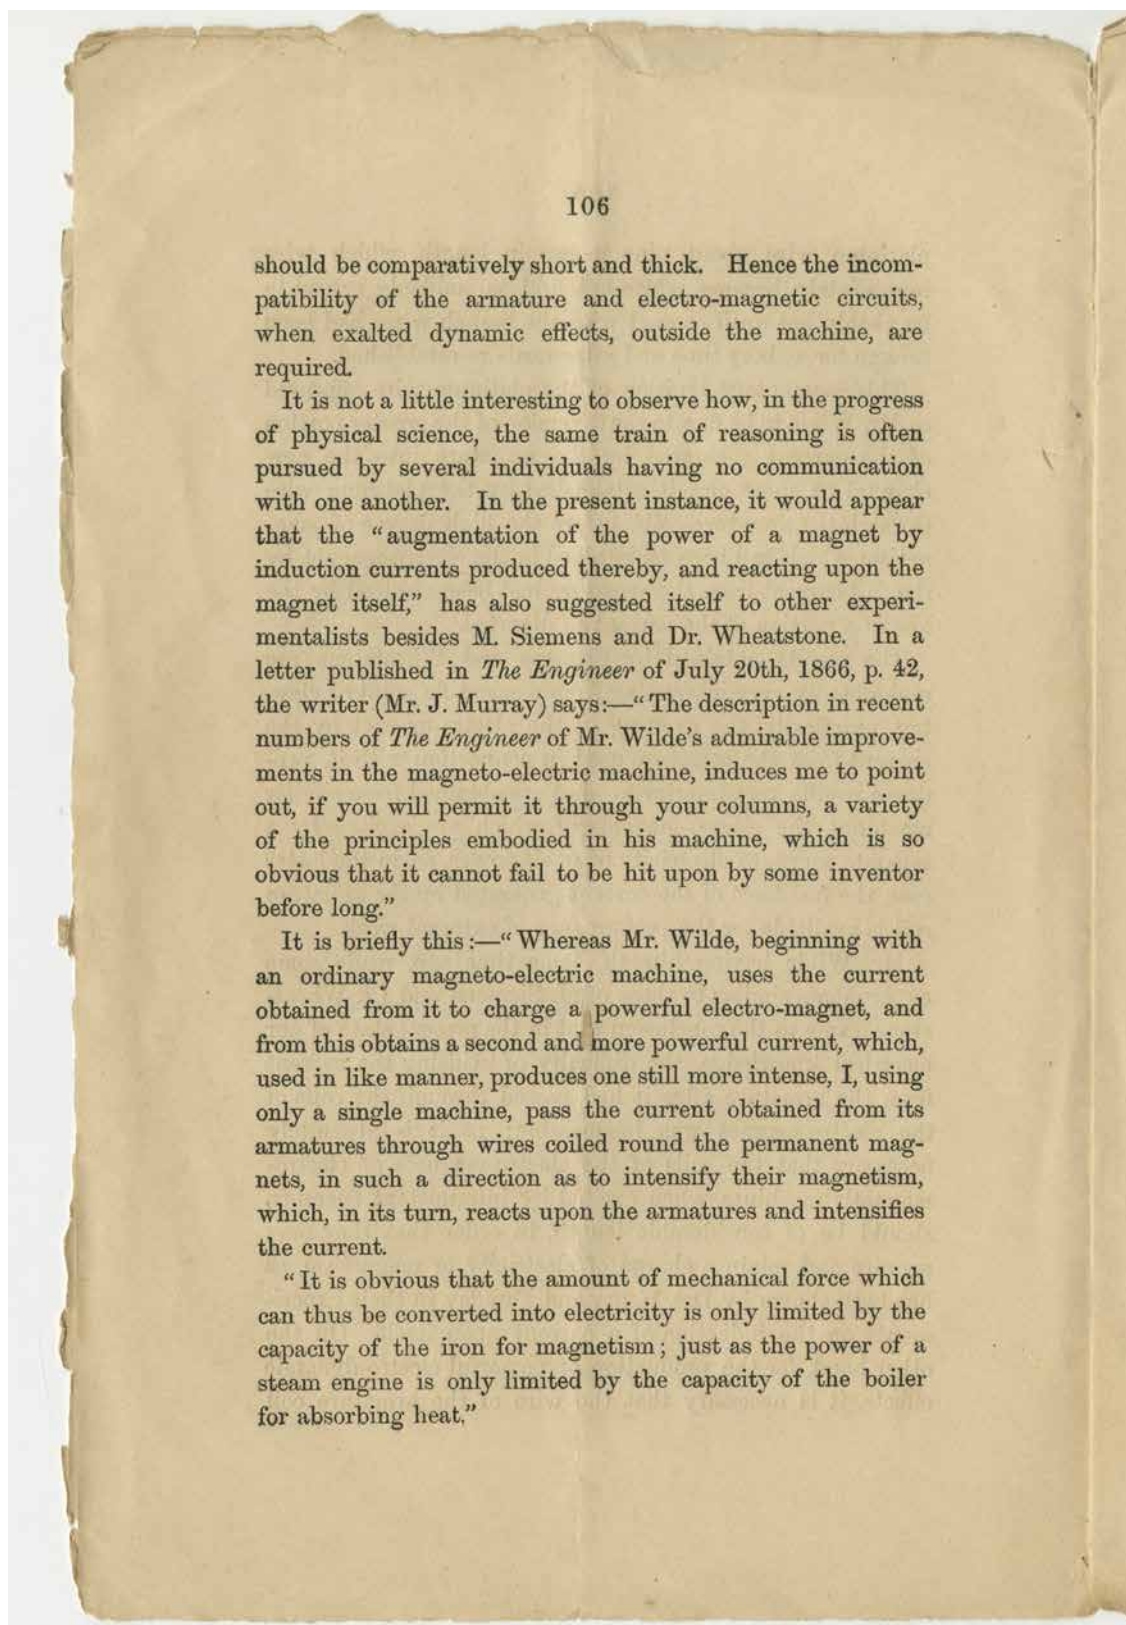 106
should be comparatively short and thick. Hence the incom-
patibility of the armature and electro-magnetic circuits,
when exalted dynamic effects, outside the machine, are
required.
It is not a little interesting to observe how, in the progress
of physical science, the same train of reasoning is often
pursued by several individuals having no communication
with one another. In the present instance, it would appear
that the “augmentation of the power of a magnet by
induction currents produced thereby, and reacting upon the
magnet itself,” has also suggested itself to other experi-
mentalists besides M. Siemens and Dr. Wheatstone. In a
letter published in The Engineer of July 20th, 1866, p. 42,
the writer (Mr. J. Murray) says:—“The description in recent
numbers of The Engineer of Mr. Wilde’s admirable improve-
ments in the magneto-electric machine, induces me to point
out, if you will permit it through your columns, a variety
of the principles embodied in his machine, which is so
obvious that it cannot fail to be hit upon by some inventor
before long.”
It is briefly this:—“Whereas Mr. Wilde, beginning with
an ordinary magneto-electric machine, uses the current
obtained from it to charge a powerful electro-magnet, and
from this obtains a second and more powerful current, which,
used in like manner, produces one still more intense, I, using
only a single machine, pass the current obtained from its
armatures through wires coiled round the permanent mag-
nets, in such a direction as to intensify their magnetism,
which, in its turn, reacts upon the armatures and intensifies
the current.
“It is obvious that the amount of mechanical force which
can thus be converted into electricity is only limited by the
capacity of the iron for magnetism; just as the power of a
steam engine is only limited by the capacity of the boiler
for absorbing heat.”